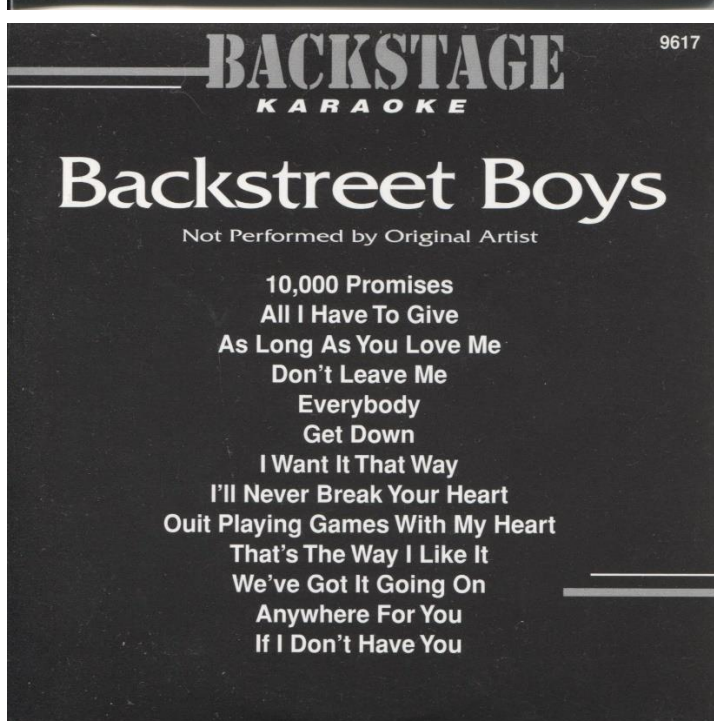 BACKSTAGE
KARAOKE
9617
Backstreet Boys
Not Performed by Original Artist
10,000 Promises
All I Have To Give
As Long As You Love Me
Don't Leave Me
Everybody
Get Down
I Want It That Way
I'll Never Break Your Heart
Ouit Playing Games With My Heart
That's The Way I Like It
We've Got It Going On
Anywhere For You
If I Don't Have You